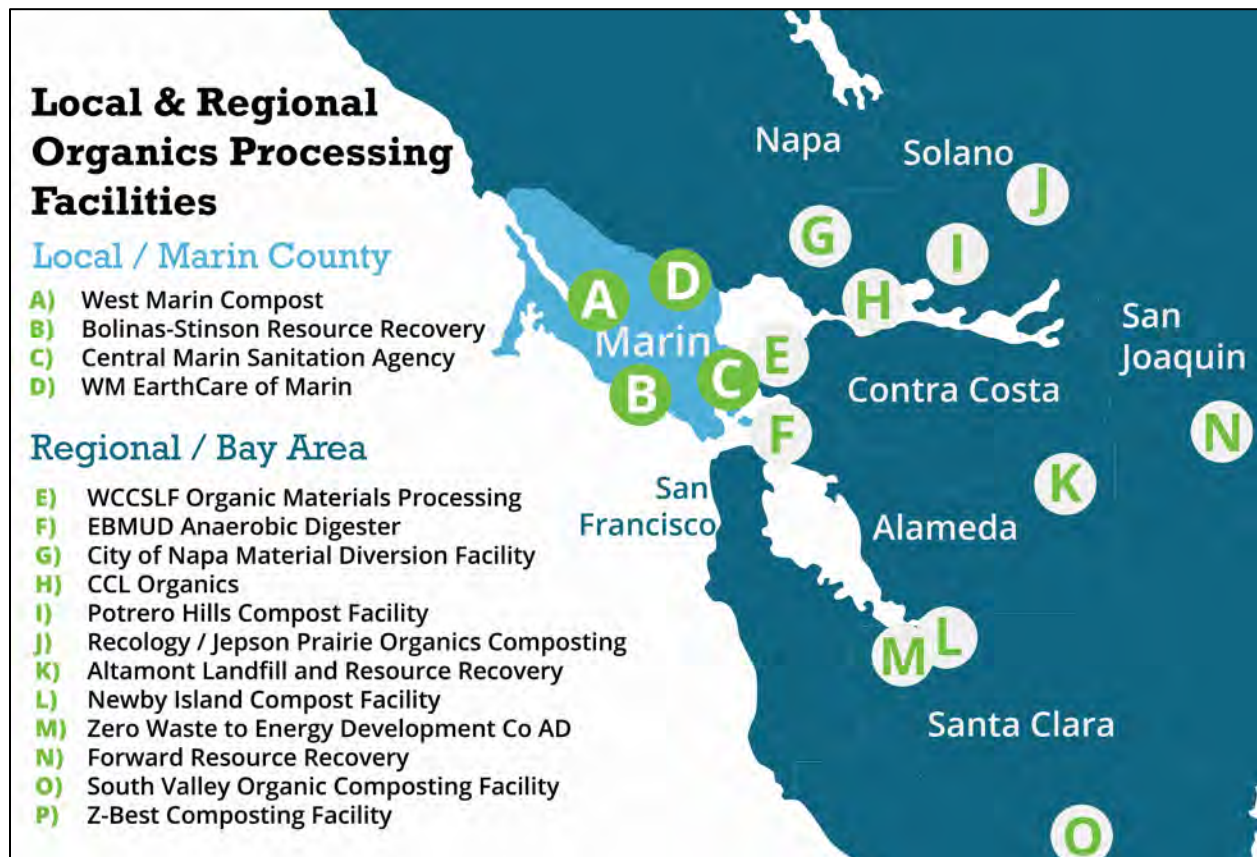 Local & Regional
Organics Processing
Facilities
Local / Marin County
A) West Marin Compost
B) Bolinas-Stinson Resource Recovery
C) Central Marin Sanitation Agency
D) WM EarthCare of Marin
Regional / Bay Area
E) WCCSLF Organic Materials Processing
F) EBMUD Anaerobic Digester
G) City of Napa Material Diversion Facility
H) CCL Organics
I) Potrero Hills Compost Facility
J) Recology / Jepson Prairie Organics Composting
K) Altamont Landfill and Resource Recovery
L) Newby Island Compost Facility
M) Zero Waste to Energy Development Co AD
N) Forward Resource Recovery
O) South Valley Organic Composting Facility
P) Z-Best Composting Facility
Napa
Solano
J
G
I
D
A
H
San
Joaquin
Marin
E
C
B
Contra Costa
F
N
K
San
Francisco
Alameda
L
M
Santa Clara
O